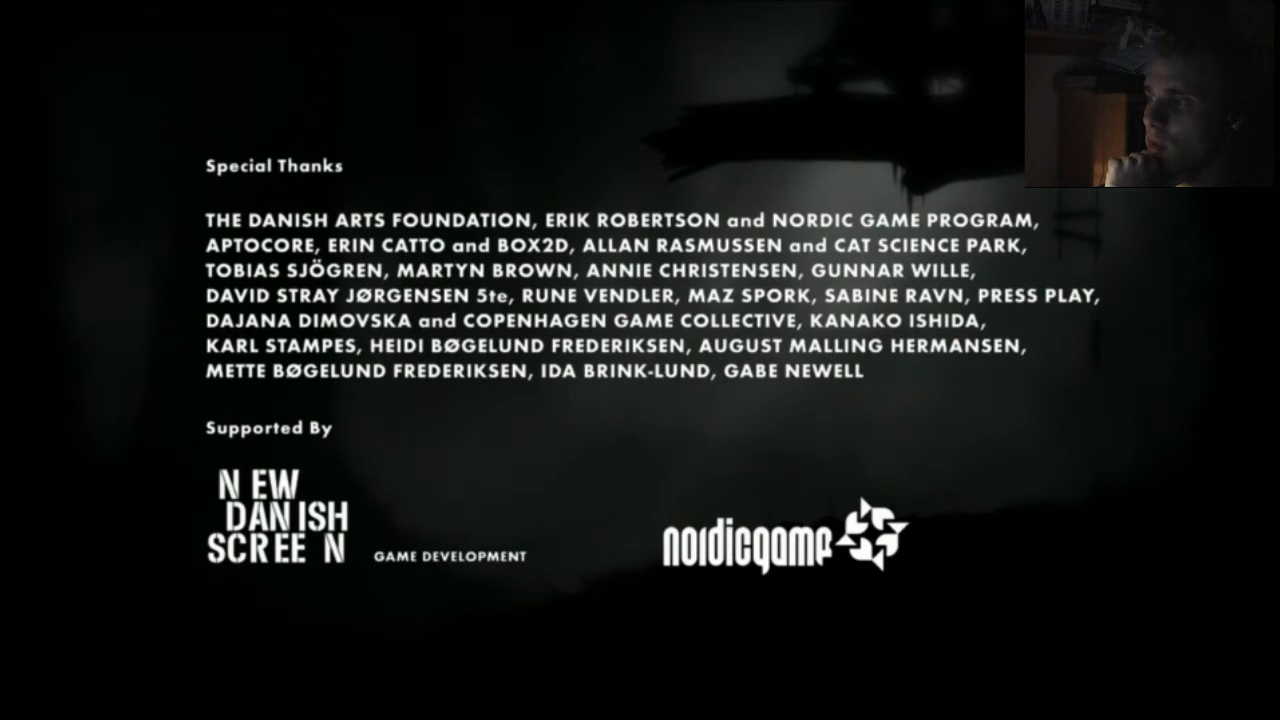 Special Thanks
THE DANISH ARTS FOUNDATION, ERIK ROBERTSON and NORDIC GAME PROGRAM,
APTOCORE, ERIN CATTO and BOX2D, ALLAN RASMUSSEN and CAT SCIENCE PARK,
TOBIAS SJÖGREN, MARTYN BROWN, ANNIE CHRISTENSEN, GUNNAR WILLE,
DAVID STRAY JØRGENSEN 5te, RUNE VENDLER, MAZ SPORK, SABINE RAVN, PRESS PLAY,
DAJANA DIMOVSKA and COPENHAGEN GAME COLLECTIVE, KANAKO ISHIDA,
KARL STAMPES, HEIDI BØGELUND FREDERIKSEN, AUGUST MALLING HERMANSEN,
METTE BØGELUND FREDERIKSEN, IDA BRINK-LUND, GABE NEWELL
Supported By
NEW
DANISH
SCREEN
GAME DEVELOPMENT
nordicgame